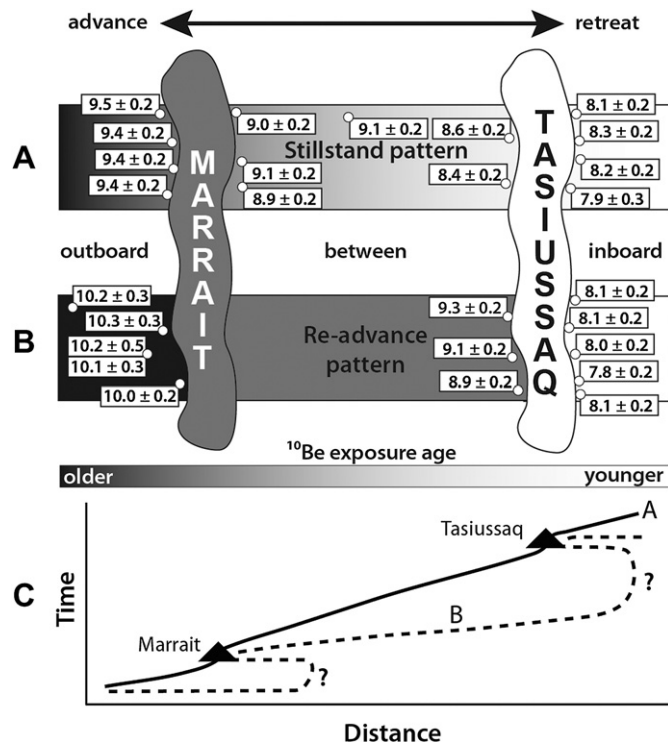 advance retreat
A
9.5 ± 0.2
9.4 ± 0.2
9.4 ± 0.2
9.4 ± 0.2
MARRAIT
9.0 ± 0.2
9.1 ± 0.2
8.6 ± 0.2
Stillstand pattern
9.1 ± 0.2
8.9 ± 0.2
8.4 ± 0.2
TASIUSSAQ
8.1 ± 0.2
8.3 ± 0.2
8.2 ± 0.2
7.9 ± 0.3
outboard between inboard
B
10.2 ± 0.3
10.3 ± 0.3
10.2 ± 0.5
10.1 ± 0.3
10.0 ± 0.2
Re-advance
pattern
9.3 ± 0.2
9.1 ± 0.2
8.9 ± 0.2
8.1 ± 0.2
8.1 ± 0.2
8.0 ± 0.2
7.8 ± 0.2
8.1 ± 0.2
¹⁰Be exposure age
older younger
C
Time
A
Tasiussaq
?
B
Marrait
?
Distance